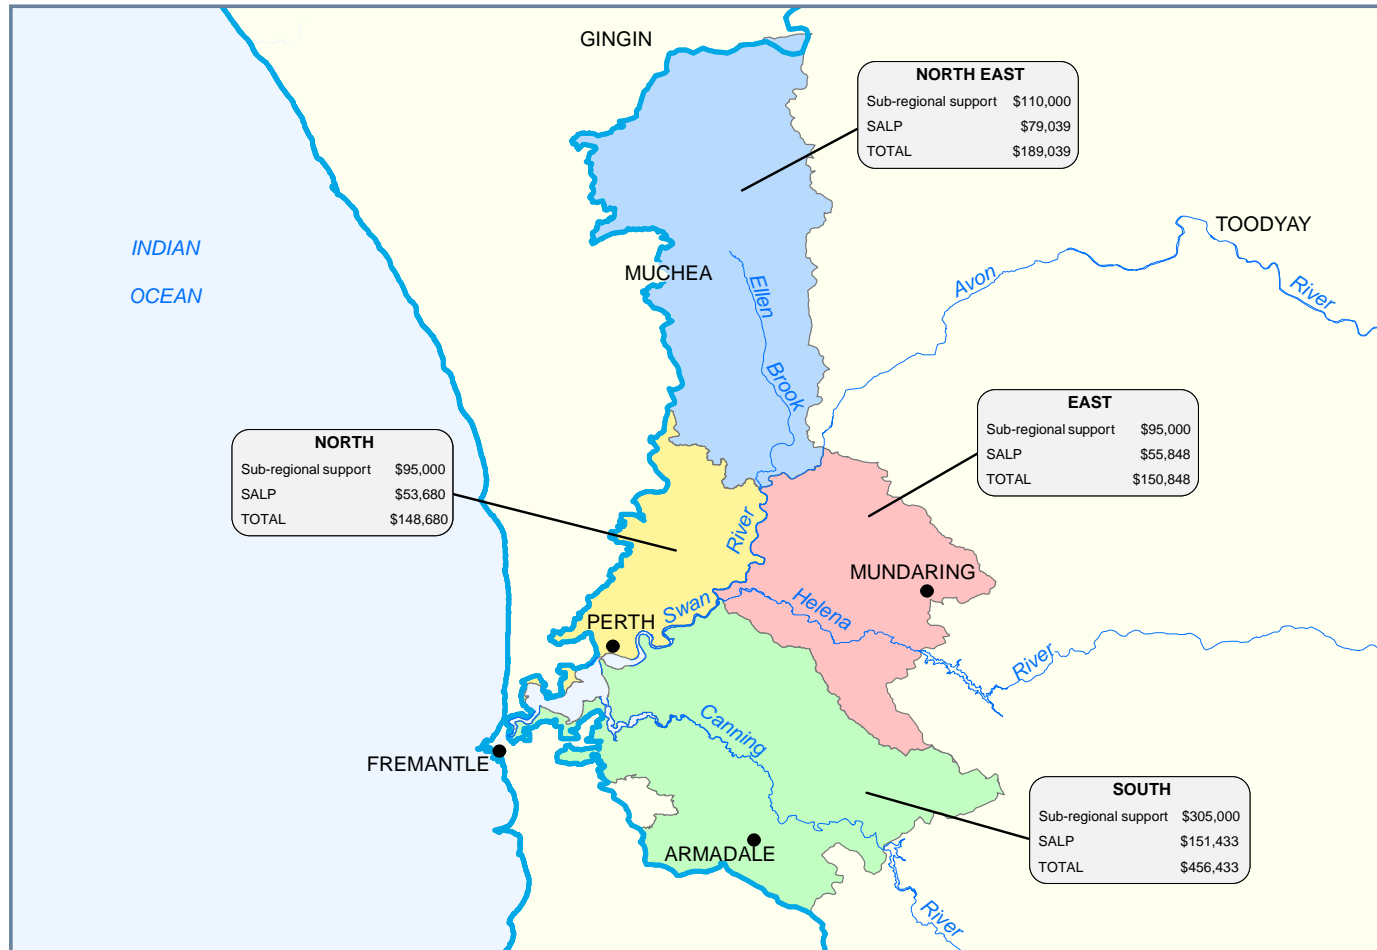 GINGIN
NORTH EAST
Sub-regional support $110,000
SALP $79,039
TOTAL $189,039
TOODYAY
INDIAN
OCEAN
MUCHEA
Ellen
Brook
Avon
River
EAST
Sub-regional support $95,000
SALP $55,848
TOTAL $150,848
NORTH
Sub-regional support $95,000
SALP $53,680
TOTAL $148,680
River
MUNDARING
Swan
Helena
River
PERTH
Canning
FREMANTLE
SOUTH
Sub-regional support $305,000
SALP $151,433
TOTAL $456,433
ARMADALE
River